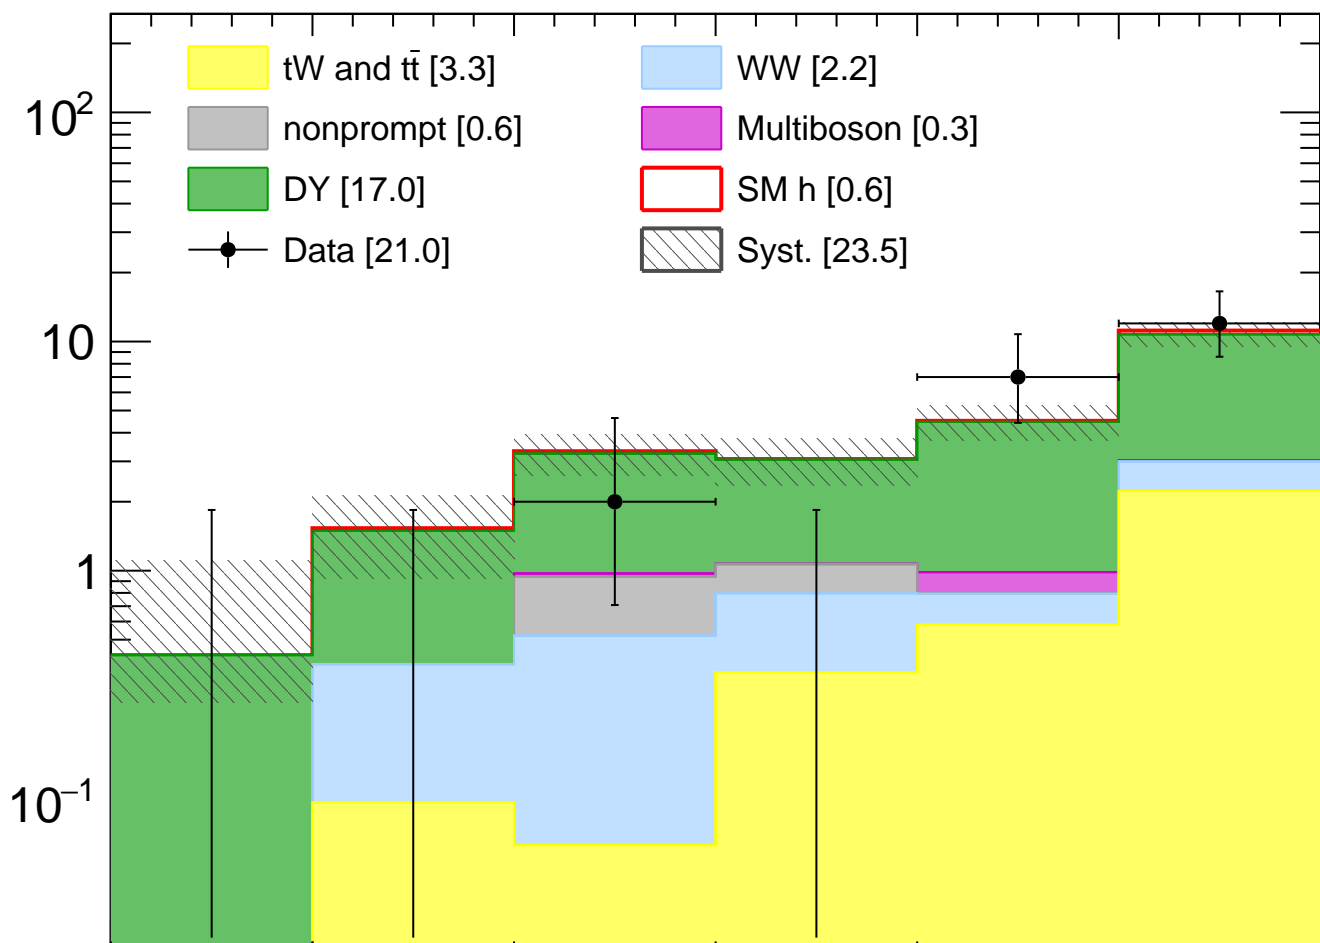 tW and tt̄ [3.3]
WW [2.2]
10²
nonprompt [0.6]
Multiboson [0.3]
DY [17.0]
SM h [0.6]
Data [21.0]
Syst. [23.5]
10
1
10⁻¹